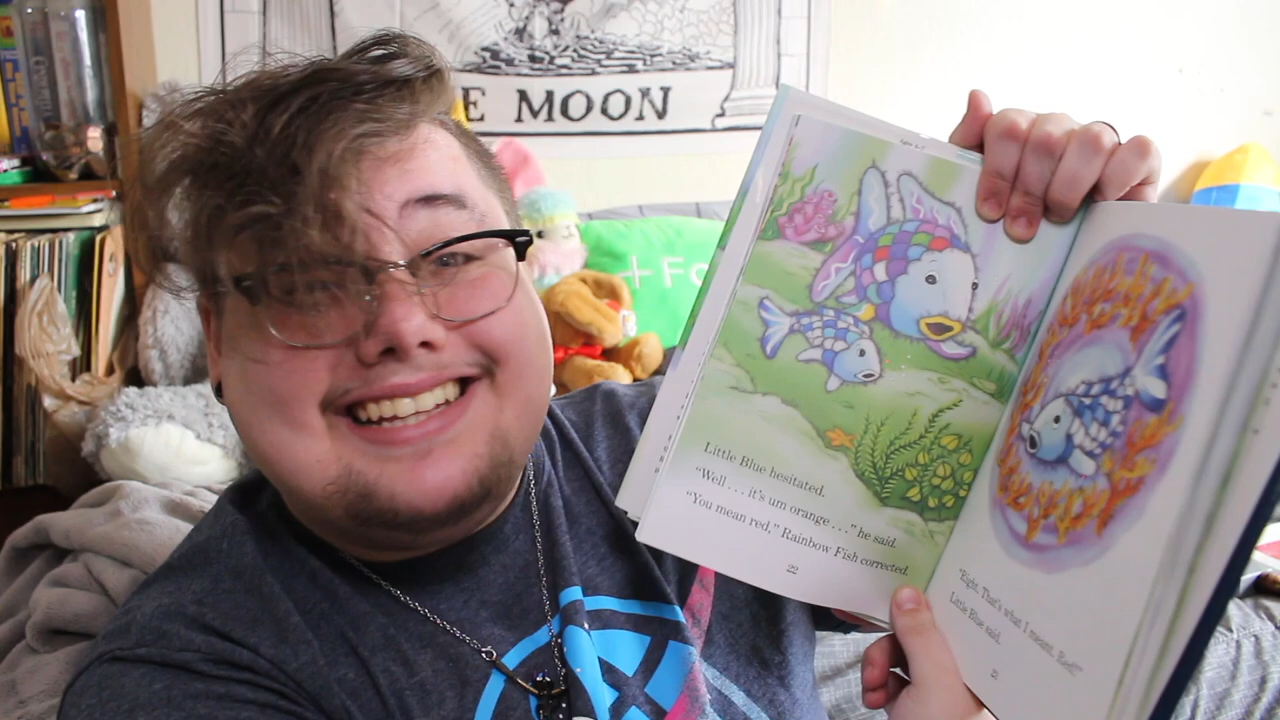 E MOON
+ Fo
Little Blue hesitated.
"Well . . . it's um orange . . ." he said.
"You mean red," Rainbow Fish corrected.
22
"Right. That's what I meant. Red!"
Little Blue said.